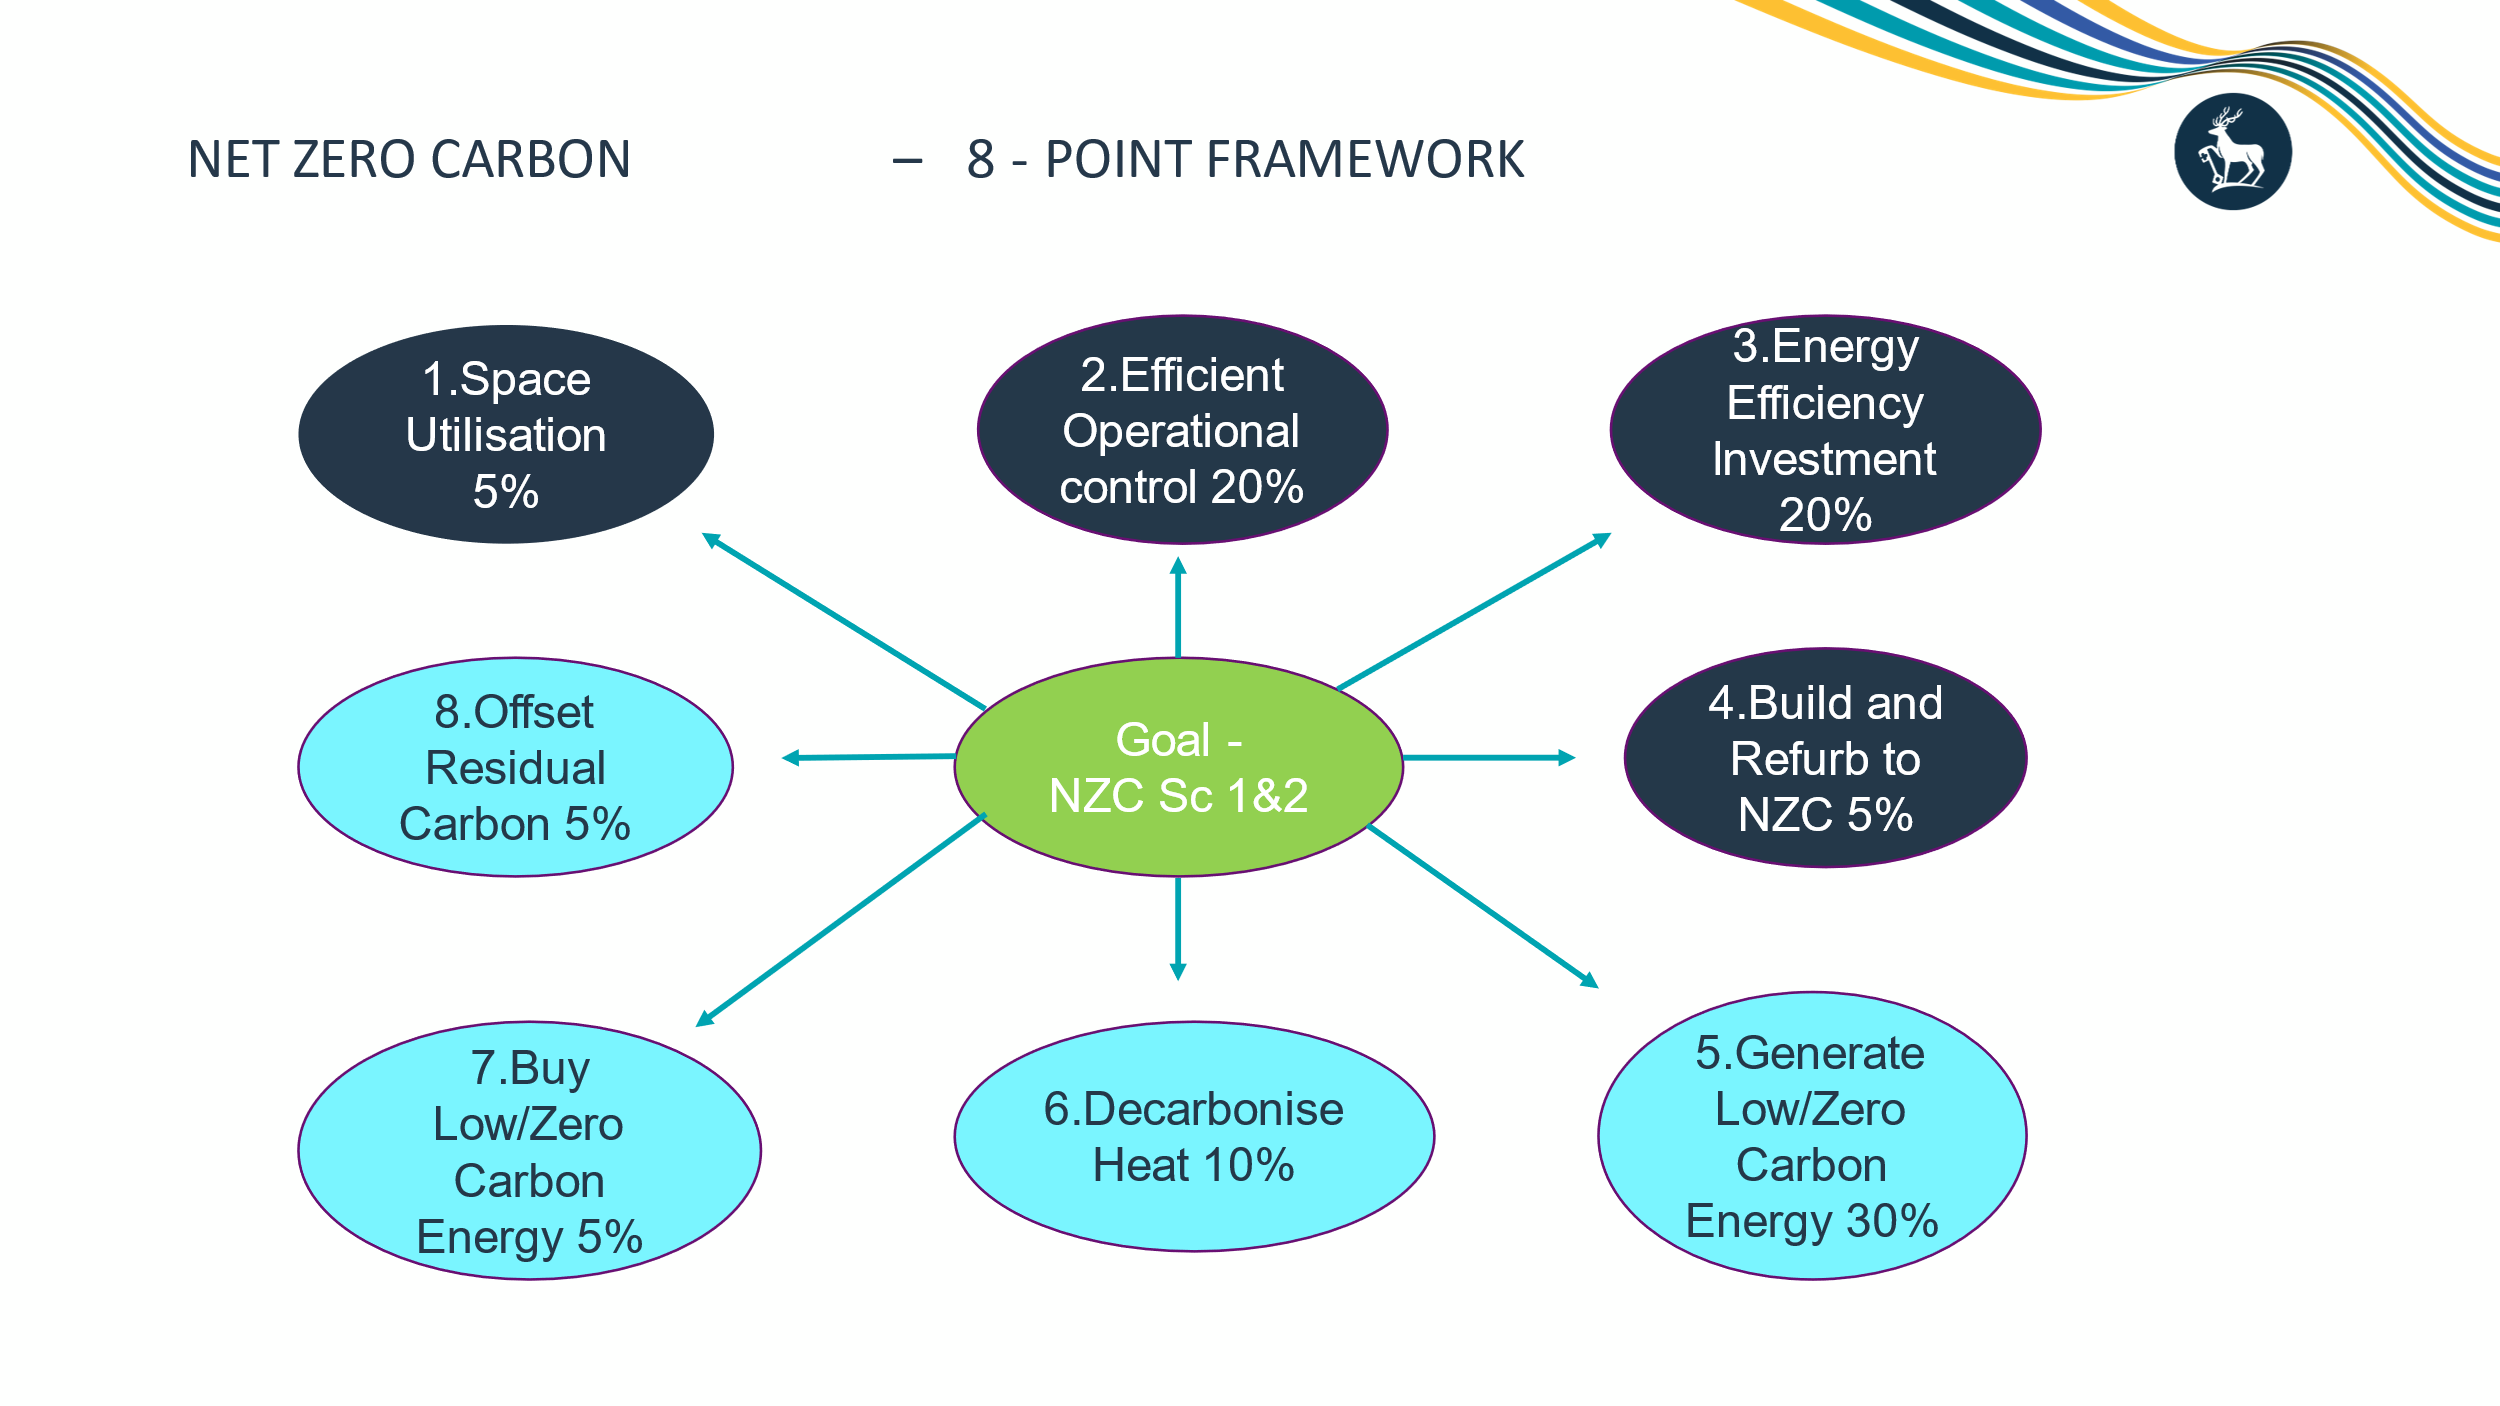 NET ZERO CARBON – 8 - POINT FRAMEWORK
1.Space
Utilisation
5%
2.Efficient
Operational
control 20%
3.Energy
Efficiency
Investment
20%
8.Offset
Residual
Carbon 5%
Goal -
NZC Sc 1&2
4.Build and
Refurb to
NZC 5%
7.Buy
Low/Zero
Carbon
Energy 5%
6.Decarbonise
Heat 10%
5.Generate
Low/Zero
Carbon
Energy 30%